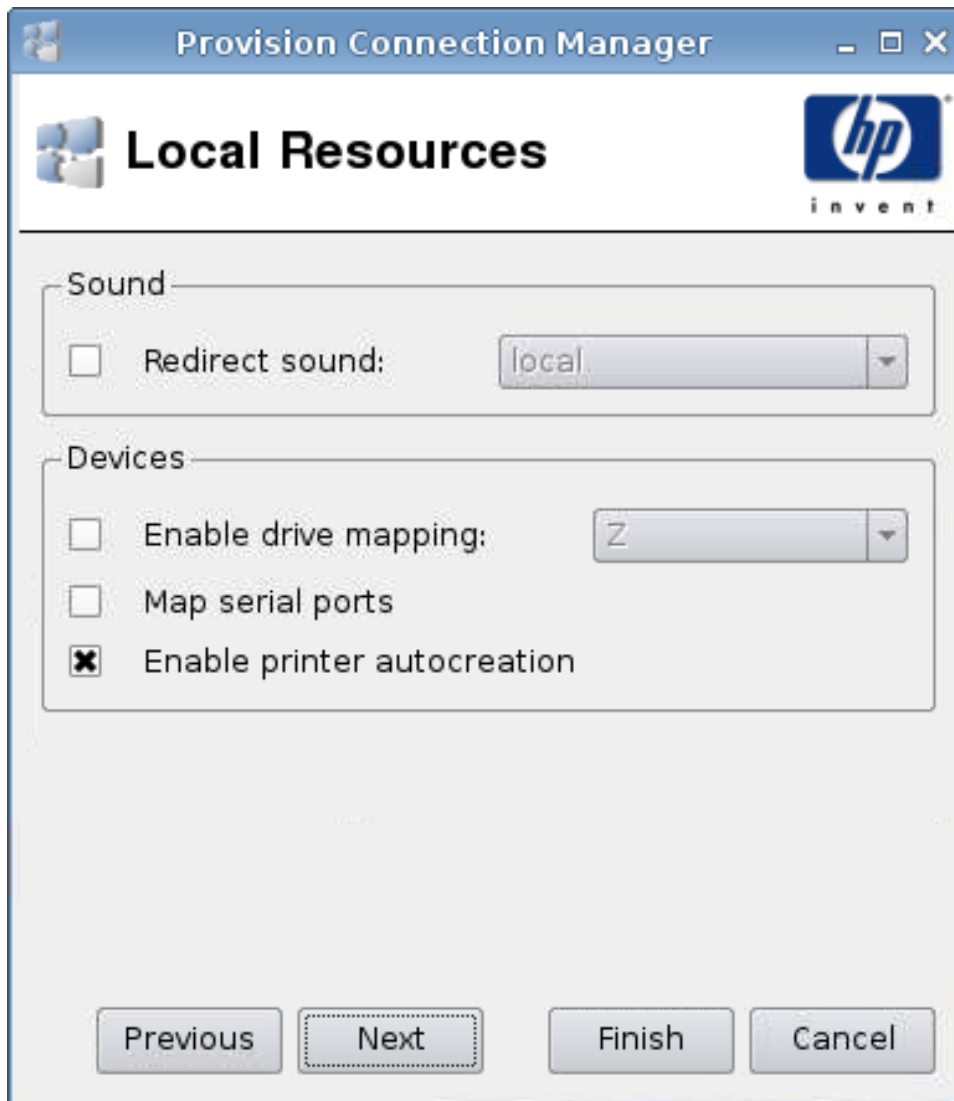 Provision Connection Manager
Local Resources
hp
invent
Sound
Redirect sound: local
Devices
Enable drive mapping: Z
Map serial ports
Enable printer autocreation
Previous Next Finish Cancel